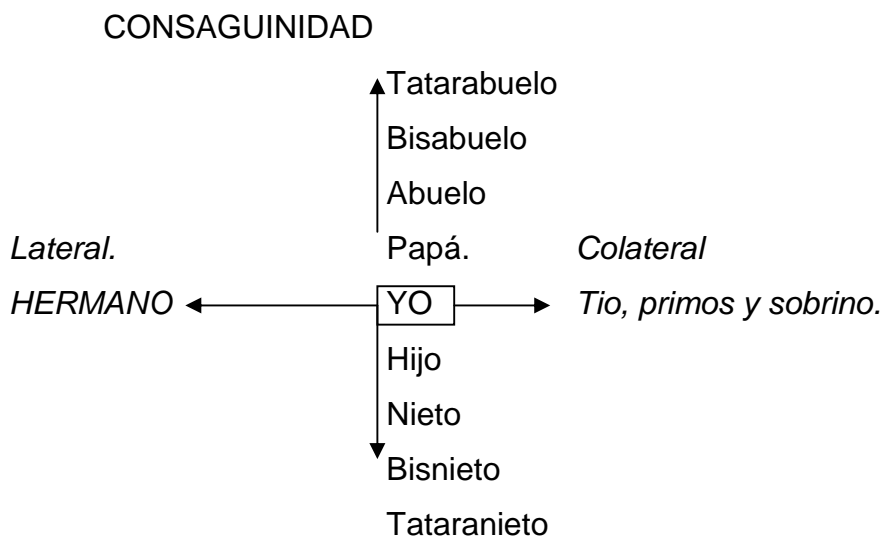 CONSAGUINIDAD
Tatarabuelo
Bisabuelo
Abuelo
Lateral. Papá. Colateral
HERMANO YO Tio, primos y sobrino.
Hijo
Nieto
Bisnieto
Tataranieto